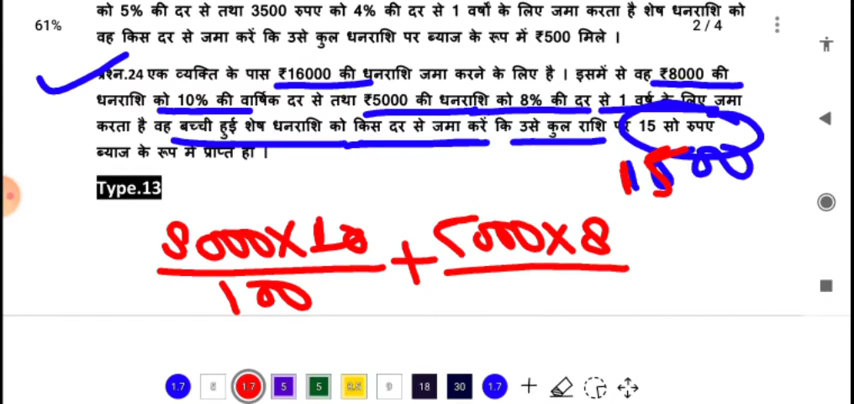 को 5% की दर से तथा 3500 रुपए को 4% की दर से 1 वर्षों के लिए जमा करता है शेष धनराशि को
61%
वह किस दर से जमा करें कि उसे कुल धनराशि पर ब्याज के रूप में ₹500 मिले ।
2 / 4
प्रश्न.24 एक व्यक्ति के पास ₹16000 की धनराशि जमा करने के लिए है । इसमें से वह ₹8000 की
धनराशि को 10% की वार्षिक दर से तथा ₹5000 की धनराशि को 8% की दर से 1 वर्ष के लिए जमा
करता है वह बच्ची हुई शेष धनराशि को किस दर से जमा करें कि उसे कुल राशि पर 15 सो रुपए
ब्याज के रूप में प्राप्त हो ।
1500
Type.13
8000×10 + 5000×8
100
1.7 5 1.7 5 5 9 18 30 1.7